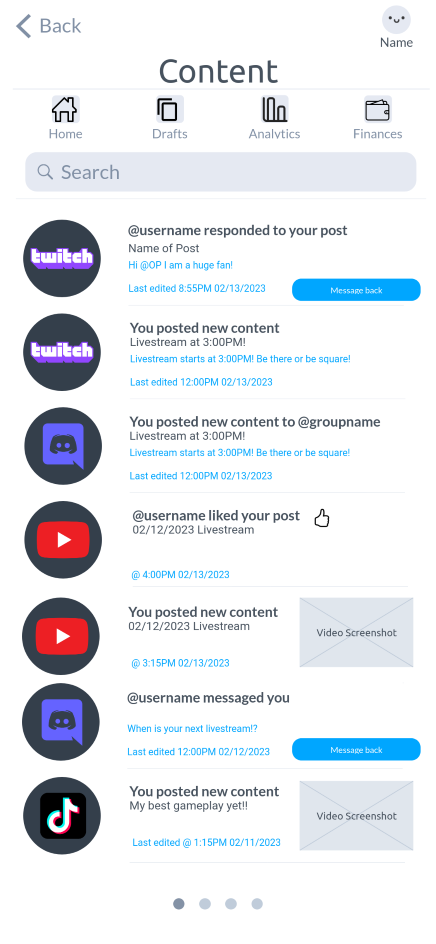 Back
Name
Content
Home
Drafts
Analytics
Finances
Search
twitch
@username responded to your post
Name of Post
Hi @OP I am a huge fan!
Last edited 8:55PM 02/13/2023
Message back
twitch
You posted new content
Livestream at 3:00PM!
Livestream starts at 3:00PM! Be there or be square!
Last edited 12:00PM 02/13/2023
You posted new content to @groupname
Livestream at 3:00PM!
Livestream starts at 3:00PM! Be there or be square!
Last edited 12:00PM 02/13/2023
@username liked your post
02/12/2023 Livestream
@ 4:00PM 02/13/2023
You posted new content
02/12/2023 Livestream
Video Screenshot
@ 3:15PM 02/13/2023
@username messaged you
When is your next livestream!?
Last edited 12:00PM 02/12/2023
Message back
You posted new content
My best gameplay yet!!
Video Screenshot
Last edited @ 1:15PM 02/11/2023